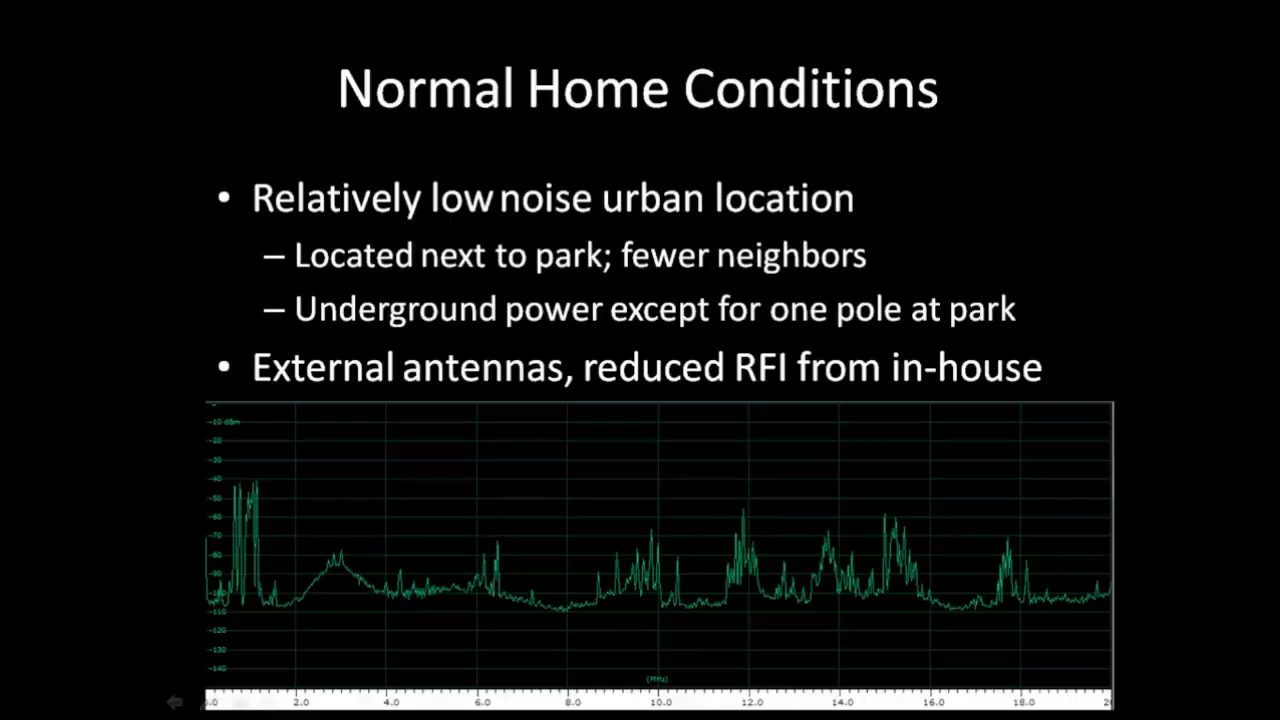 Normal Home Conditions
• Relatively low noise urban location
– Located next to park; fewer neighbors
– Underground power except for one pole at park
• External antennas, reduced RFI from in-house
-10 dBm
-20
-30
-40
-50
-60
-70
-80
-90
-100
-110
-120
-130
-140
(MHz)
0.0 2.0 4.0 6.0 8.0 10.0 12.0 14.0 16.0 18.0